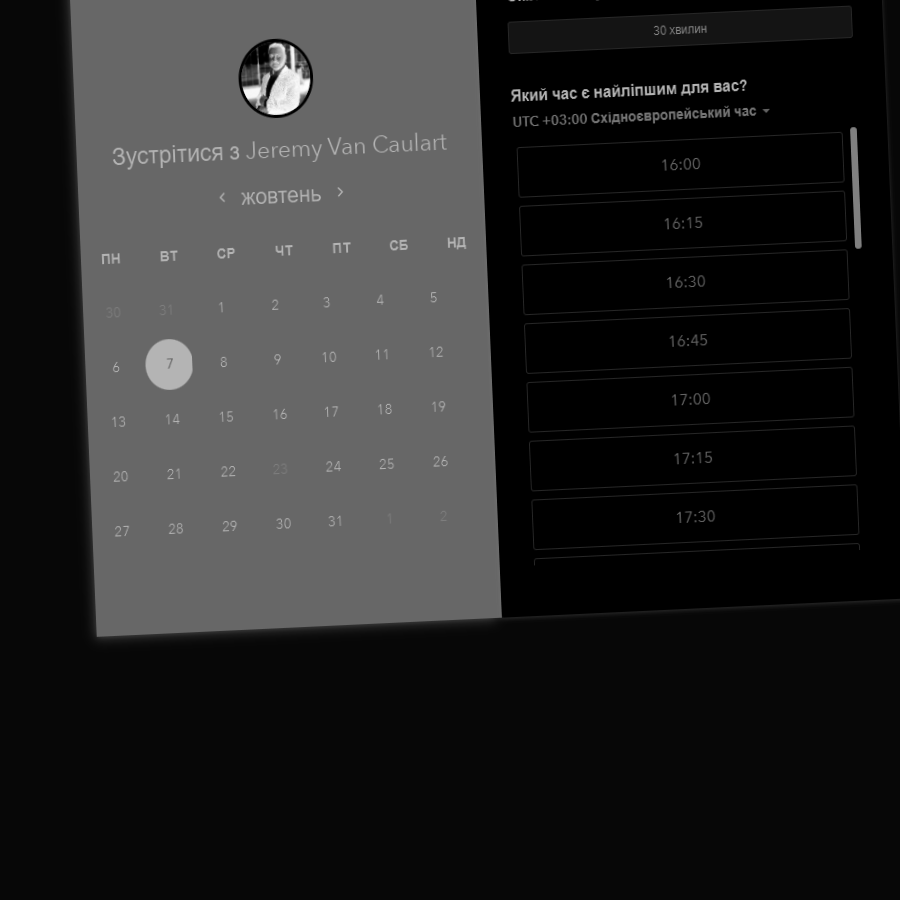 Зустрітися з Jeremy Van Caulart
< жовтень >
ПН ВТ СР ЧТ ПТ СБ НД
30 31 1 2 3 4 5
6 7 8 9 10 11 12
13 14 15 16 17 18 19
20 21 22 23 24 25 26
27 28 29 30 31 1 2
30 хвилин
Який час є найліпшим для вас?
UTC +03:00 Східноєвропейський час
16:00
16:15
16:30
16:45
17:00
17:15
17:30